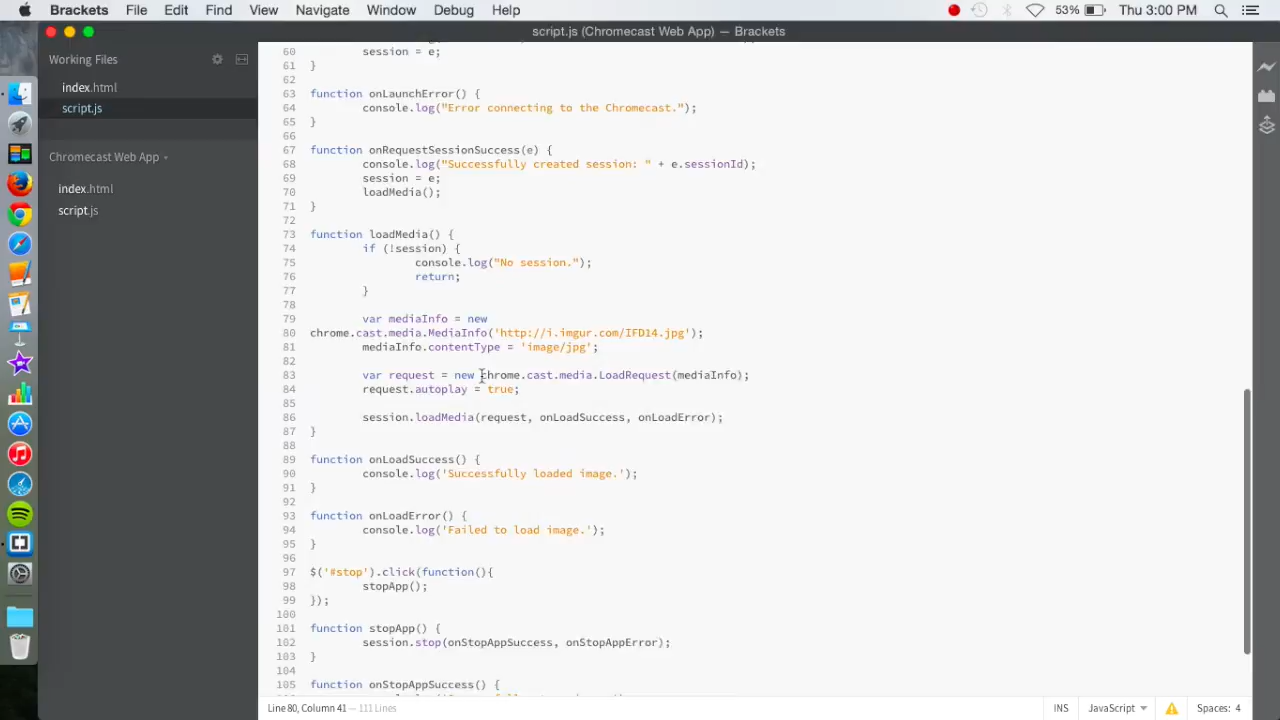 Brackets File Edit Find View Navigate Window Debug Help 53% Thu 3:00 PM
script.js (Chromecast Web App) — Brackets
Working Files
index.html
script.js
Chromecast Web App
index.html
script.js
60 session = e;
61 }
62
63 function onLaunchError() {
64 console.log("Error connecting to the Chromecast.");
65 }
66
67 function onRequestSessionSuccess(e) {
68 console.log("Successfully created session: " + e.sessionId);
69 session = e;
70 loadMedia();
71 }
72
73 function loadMedia() {
74 if (!session) {
75 console.log("No session.");
76 return;
77 }
78
79 var mediaInfo = new
80 chrome.cast.media.MediaInfo('http://i.imgur.com/IFD14.jpg');
81 mediaInfo.contentType = 'image/jpg';
82
83 var request = new chrome.cast.media.LoadRequest(mediaInfo);
84 request.autoplay = true;
85
86 session.loadMedia(request, onLoadSuccess, onLoadError);
87 }
88
89 function onLoadSuccess() {
90 console.log('Successfully loaded image.');
91 }
92
93 function onLoadError() {
94 console.log('Failed to load image.');
95 }
96
97 $('#stop').click(function(){
98 stopApp();
99 });
100
101 function stopApp() {
102 session.stop(onStopAppSuccess, onStopAppError);
103 }
104
105 function onStopAppSuccess() {
Line 80, Column 41 — 111 Lines INS JavaScript Spaces: 4